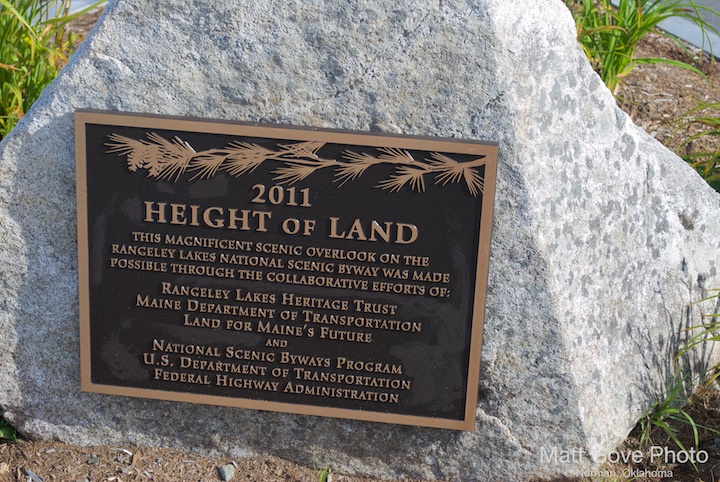 2011
HEIGHT OF LAND
THIS MAGNIFICENT SCENIC OVERLOOK ON THE
RANGELEY LAKES NATIONAL SCENIC BYWAY WAS MADE
POSSIBLE THROUGH THE COLLABORATIVE EFFORTS OF:
RANGELEY LAKES HERITAGE TRUST
MAINE DEPARTMENT OF TRANSPORTATION
LAND FOR MAINE'S FUTURE
AND
NATIONAL SCENIC BYWAYS PROGRAM
U.S. DEPARTMENT OF TRANSPORTATION
FEDERAL HIGHWAY ADMINISTRATION
Matt Bove Photo
Norman, Oklahoma